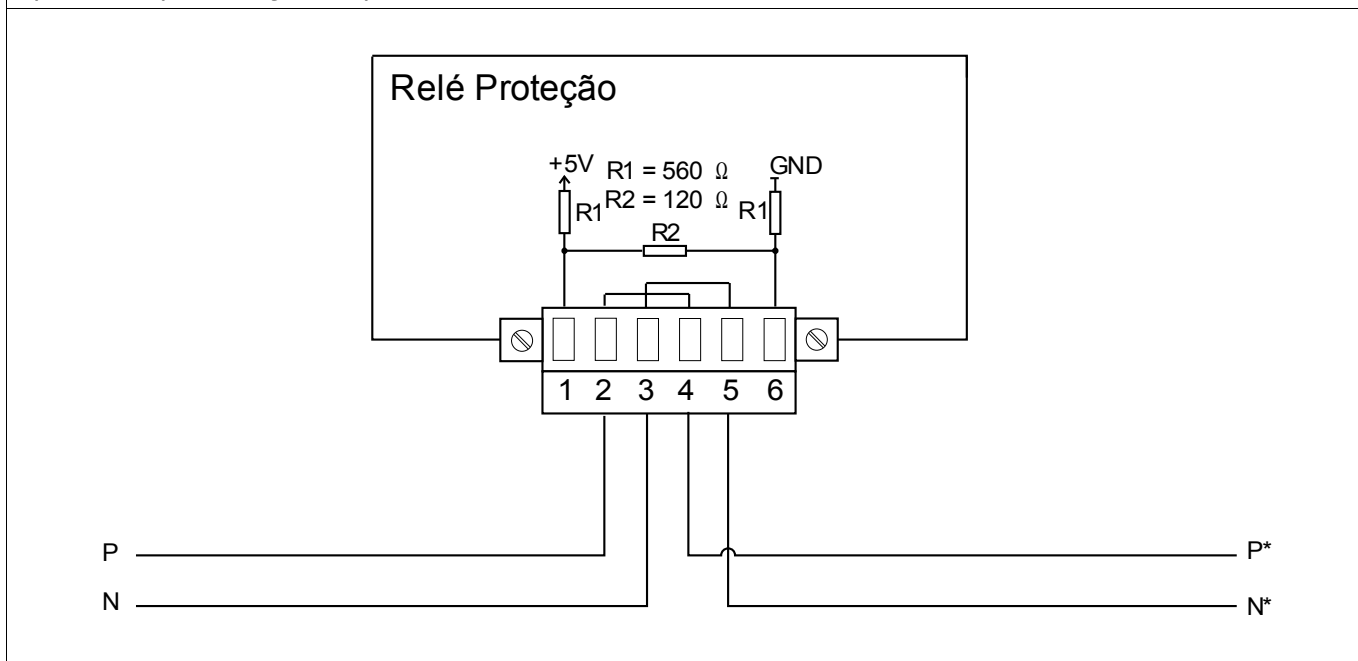 Relé Proteção
+5V R1 = 560 Ω GND
R2 = 120 Ω
R1 R1
R2
1 2 3 4 5 6
P P*
N N*